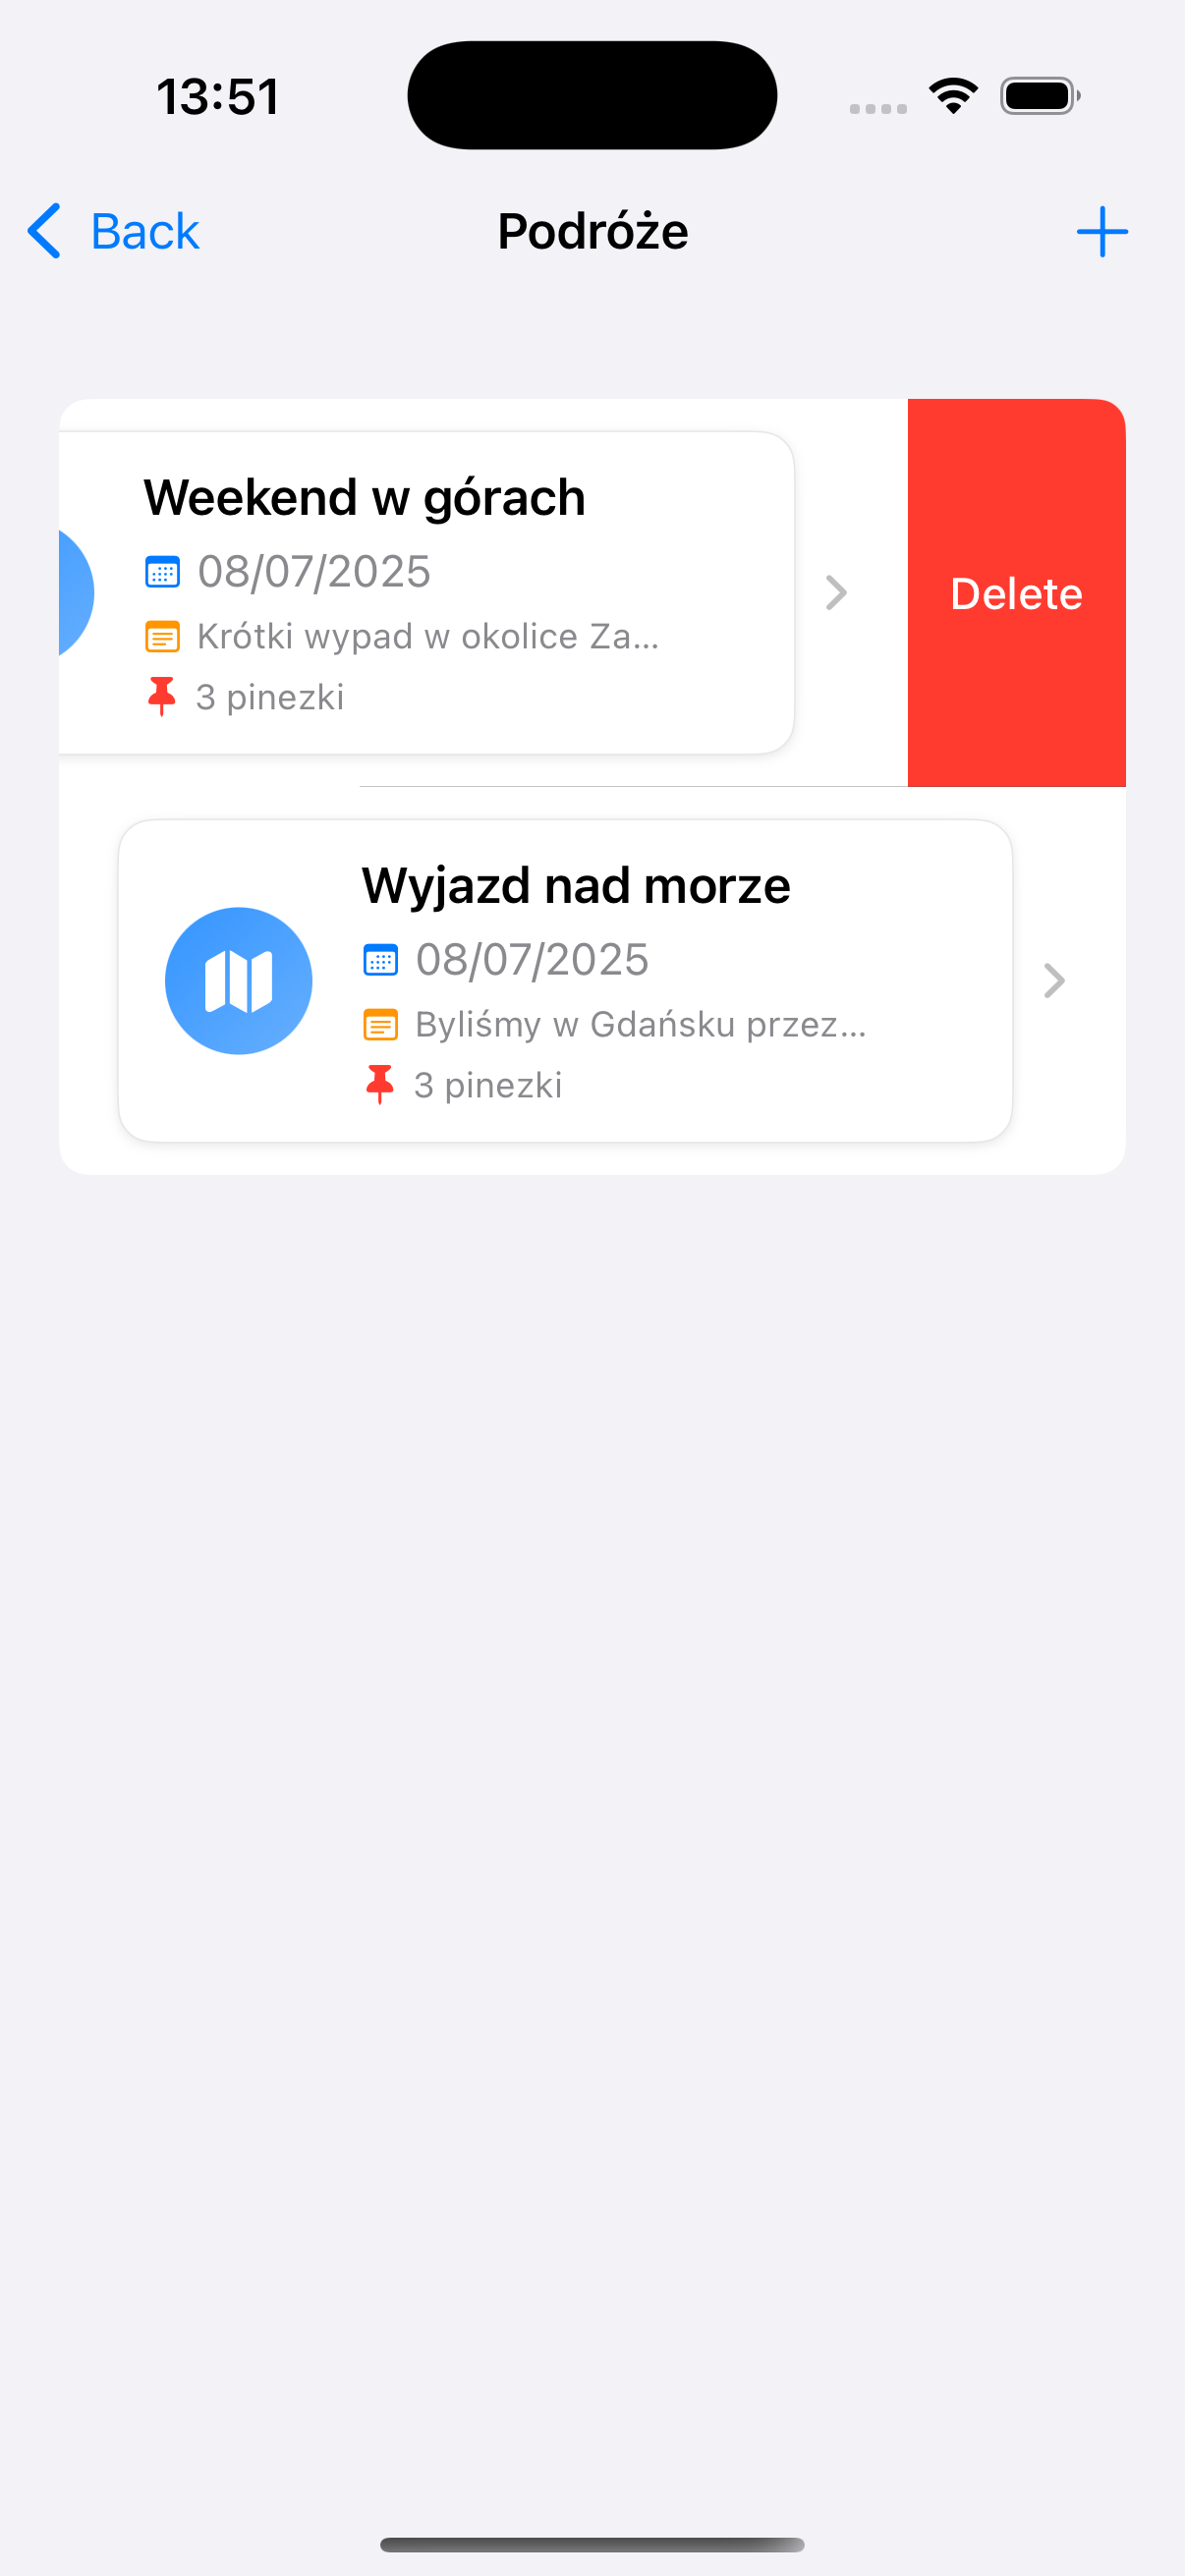 13:51
Back
Podróże
Weekend w górach
08/07/2025
Krótki wypad w okolice Za...
3 pinezki
Delete
Wyjazd nad morze
08/07/2025
Byliśmy w Gdańsku przez...
3 pinezki